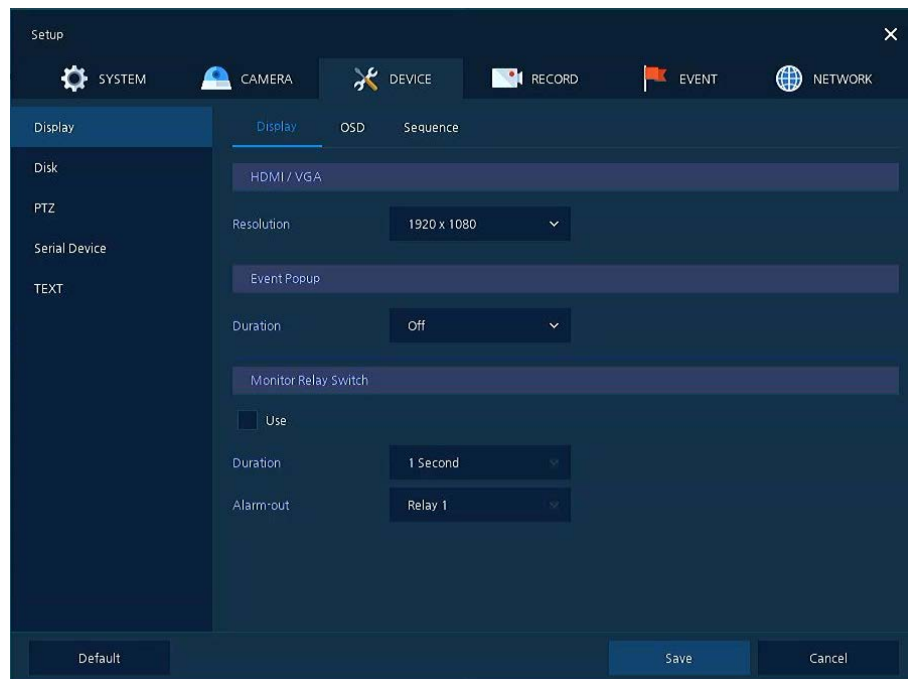 Setup
SYSTEM CAMERA DEVICE RECORD EVENT NETWORK
Display
Disk
PTZ
Serial Device
TEXT
Display OSD Sequence
HDMI / VGA
Resolution 1920 x 1080
Event Popup
Duration Off
Monitor Relay Switch
Use
Duration 1 Second
Alarm-out Relay 1
Default Save Cancel